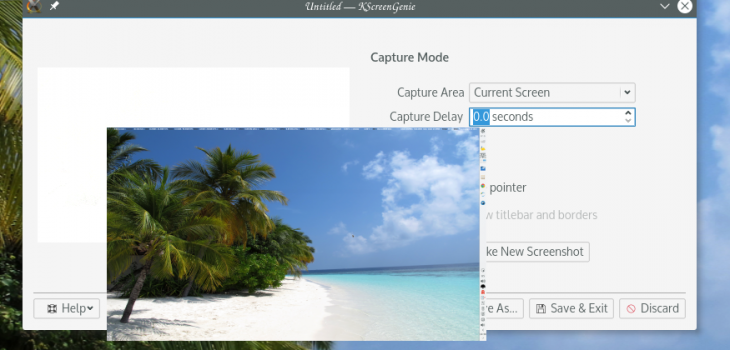 Untitled — KScreenGenie
Capture Mode
Capture Area Current Screen
Capture Delay 0.0 seconds
pointer
titlebar and borders
New Screenshot
Help
As...
Save & Exit
Discard